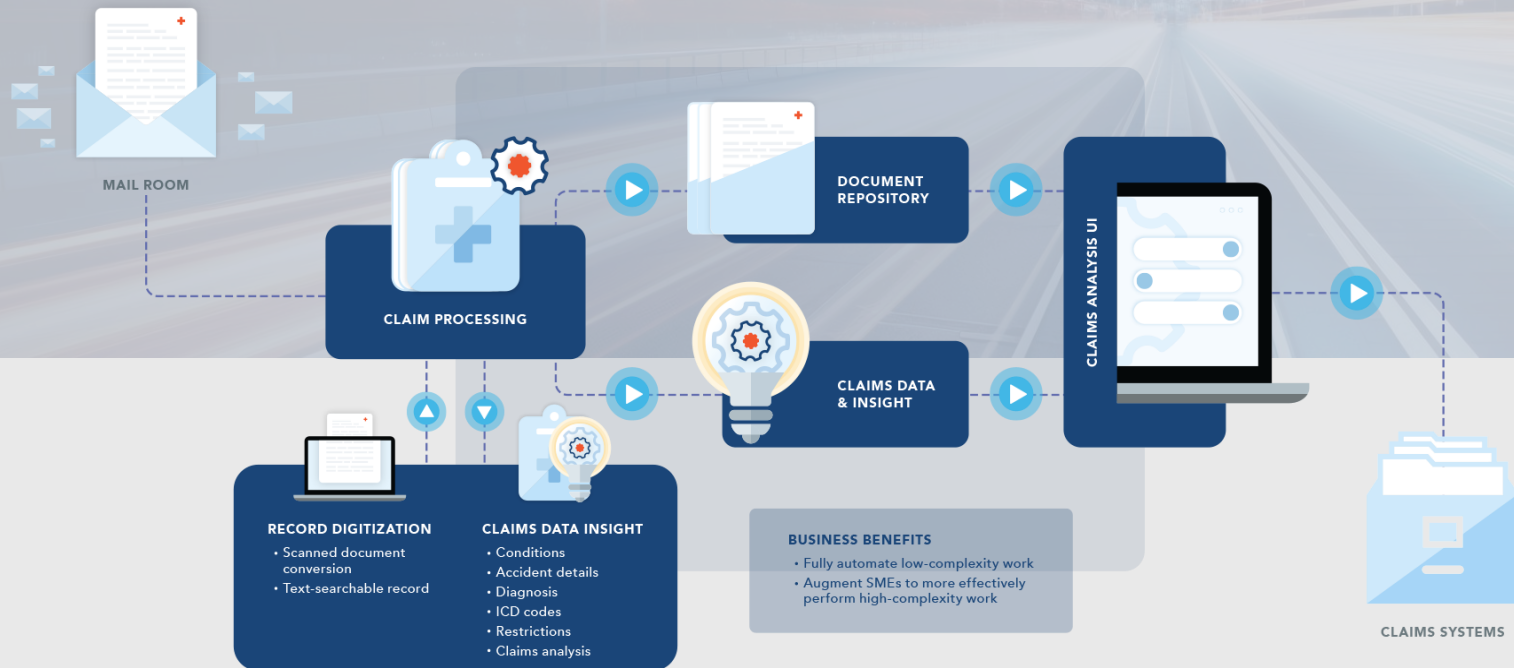 MAIL ROOM
CLAIM PROCESSING
DOCUMENT
REPOSITORY
CLAIMS DATA
& INSIGHT
CLAIMS ANALYSIS UI
RECORD DIGITIZATION
• Scanned document
conversion
• Text-searchable record
CLAIMS DATA INSIGHT
• Conditions
• Accident details
• Diagnosis
• ICD codes
• Restrictions
• Claims analysis
BUSINESS BENEFITS
• Fully automate low-complexity work
• Augment SMEs to more effectively
perform high-complexity work
CLAIMS SYSTEMS